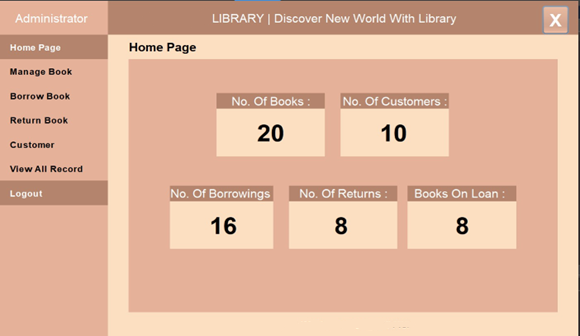 Administrator
LIBRARY | Discover New World With Library
X
Home Page
Manage Book
Borrow Book
Return Book
Customer
View All Record
Logout
Home Page
No. Of Books :
20
No. Of Customers :
10
No. Of Borrowings
16
No. Of Returns :
8
Books On Loan :
8